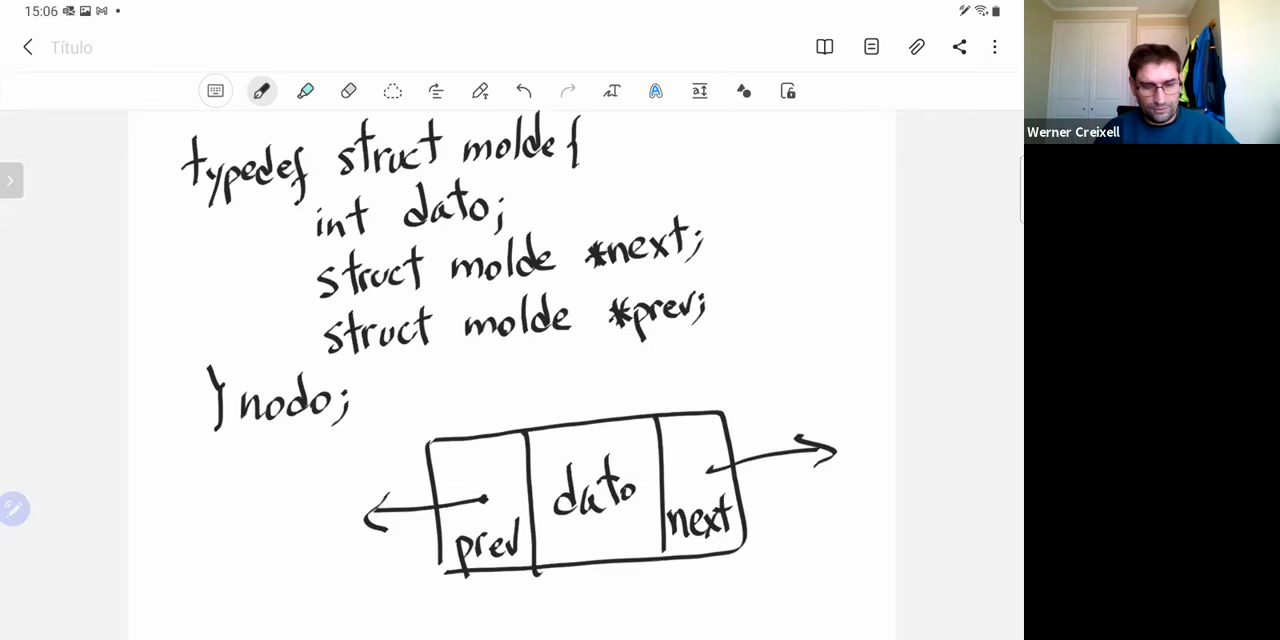 15:06
Título
Werner Creixell
typedef struct molde {
int dato;
struct molde *next;
struct molde *prev;
} nodo;
prev
dato
next